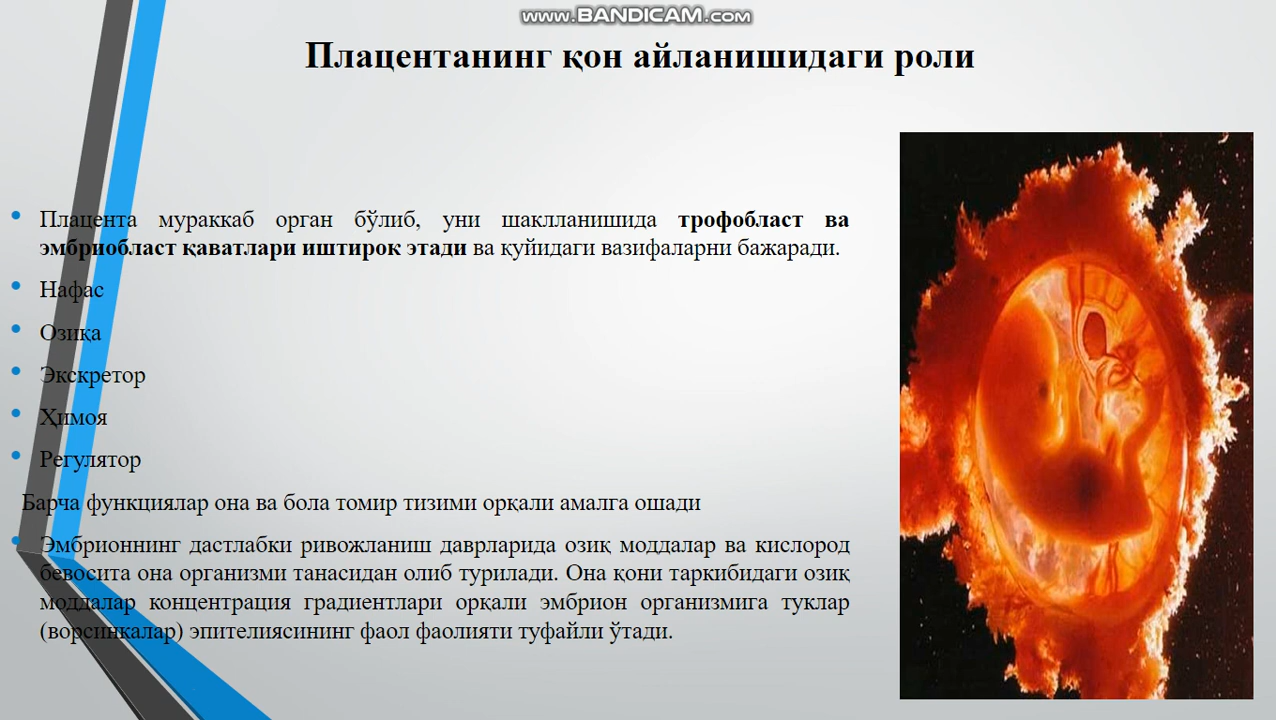 www.BANDICAM.com
Плацентанинг қон айланишидаги роли
• Плацента мураккаб орган бўлиб, уни шаклланишида трофобласт ва
эмбриобласт қаватлари иштирок этади ва қуйидаги вазифаларни бажаради.
• Нафас
• Озиқа
• Экскретор
• Ҳимоя
• Регулятор
Барча функциялар она ва бола томир тизими орқали амалга ошади
• Эмбрионнинг дастлабки ривожланиш даврларида озиқ моддалар ва кислород
бевосита она организми танасидан олиб турилади. Она қони таркибидаги озиқ
моддалар концентрация градиентлари орқали эмбрион организмига туклар
(ворсинкалар) эпителиясининг фаол фаолияти туфайли ўтади.